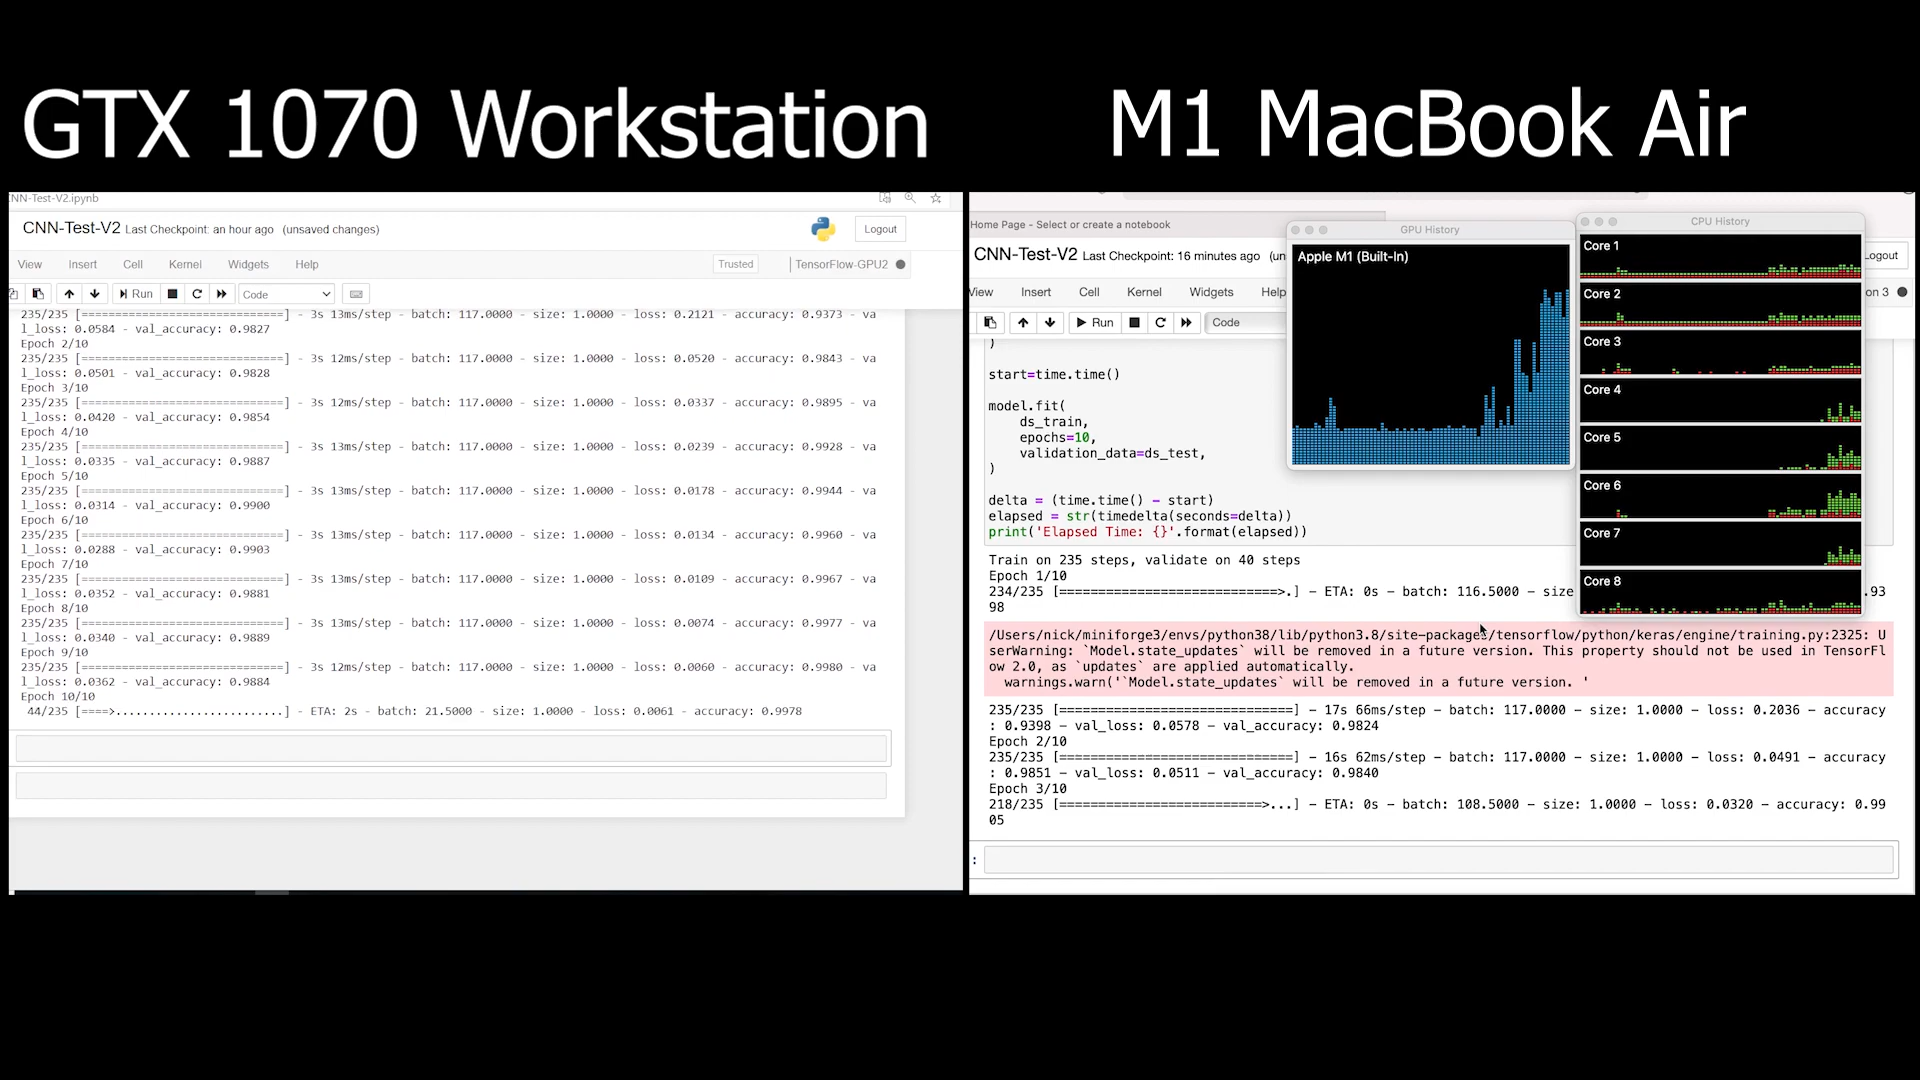 GTX 1070 Workstation
M1 MacBook Air
CNN-Test-V2.ipynb
CNN-Test-V2 Last Checkpoint: an hour ago (unsaved changes)
Logout
View Insert Cell Kernel Widgets Help
Trusted
TensorFlow-GPU2
Run
Code
235/235 [==============================] - 3s 13ms/step - batch: 117.0000 - size: 1.0000 - loss: 0.2121 - accuracy: 0.9373 - va
l_loss: 0.0584 - val_accuracy: 0.9827
Epoch 2/10
235/235 [==============================] - 3s 12ms/step - batch: 117.0000 - size: 1.0000 - loss: 0.0520 - accuracy: 0.9843 - va
l_loss: 0.0501 - val_accuracy: 0.9828
Epoch 3/10
235/235 [==============================] - 3s 12ms/step - batch: 117.0000 - size: 1.0000 - loss: 0.0337 - accuracy: 0.9895 - va
l_loss: 0.0420 - val_accuracy: 0.9854
Epoch 4/10
235/235 [==============================] - 3s 13ms/step - batch: 117.0000 - size: 1.0000 - loss: 0.0239 - accuracy: 0.9928 - va
l_loss: 0.0335 - val_accuracy: 0.9887
Epoch 5/10
235/235 [==============================] - 3s 13ms/step - batch: 117.0000 - size: 1.0000 - loss: 0.0178 - accuracy: 0.9944 - va
l_loss: 0.0314 - val_accuracy: 0.9900
Epoch 6/10
235/235 [==============================] - 3s 13ms/step - batch: 117.0000 - size: 1.0000 - loss: 0.0134 - accuracy: 0.9960 - va
l_loss: 0.0288 - val_accuracy: 0.9903
Epoch 7/10
235/235 [==============================] - 3s 13ms/step - batch: 117.0000 - size: 1.0000 - loss: 0.0109 - accuracy: 0.9967 - va
l_loss: 0.0352 - val_accuracy: 0.9881
Epoch 8/10
235/235 [==============================] - 3s 13ms/step - batch: 117.0000 - size: 1.0000 - loss: 0.0074 - accuracy: 0.9977 - va
l_loss: 0.0340 - val_accuracy: 0.9889
Epoch 9/10
235/235 [==============================] - 3s 12ms/step - batch: 117.0000 - size: 1.0000 - loss: 0.0060 - accuracy: 0.9980 - va
l_loss: 0.0362 - val_accuracy: 0.9884
Epoch 10/10
44/235 [====>.........................] - ETA: 2s - batch: 21.5000 - size: 1.0000 - loss: 0.0061 - accuracy: 0.9978
Home Page - Select or create a notebook
CNN-Test-V2 Last Checkpoint: 16 minutes ago (un
Logout
View Insert Cell Kernel Widgets Help
on 3
Run
Code
GPU History
Apple M1 (Built-In)
CPU History
Core 1
Core 2
Core 3
Core 4
Core 5
Core 6
Core 7
Core 8
)
start=time.time()
model.fit(
ds_train,
epochs=10,
validation_data=ds_test,
)
delta = (time.time() - start)
elapsed = str(timedelta(seconds=delta))
print('Elapsed Time: {}'.format(elapsed))
Train on 235 steps, validate on 40 steps
Epoch 1/10
234/235 [============================>.] - ETA: 0s - batch: 116.5000 - size
.93
98
/Users/nick/miniforge3/envs/python38/lib/python3.8/site-packages/tensorflow/python/keras/engine/training.py:2325: U
serWarning: `Model.state_updates` will be removed in a future version. This property should not be used in TensorFl
ow 2.0, as `updates` are applied automatically.
warnings.warn('`Model.state_updates` will be removed in a future version. '
235/235 [==============================] - 17s 66ms/step - batch: 117.0000 - size: 1.0000 - loss: 0.2036 - accuracy
: 0.9398 - val_loss: 0.0578 - val_accuracy: 0.9824
Epoch 2/10
235/235 [==============================] - 16s 62ms/step - batch: 117.0000 - size: 1.0000 - loss: 0.0491 - accuracy
: 0.9851 - val_loss: 0.0511 - val_accuracy: 0.9840
Epoch 3/10
218/235 [==========================>...] - ETA: 0s - batch: 108.5000 - size: 1.0000 - loss: 0.0320 - accuracy: 0.99
05
: